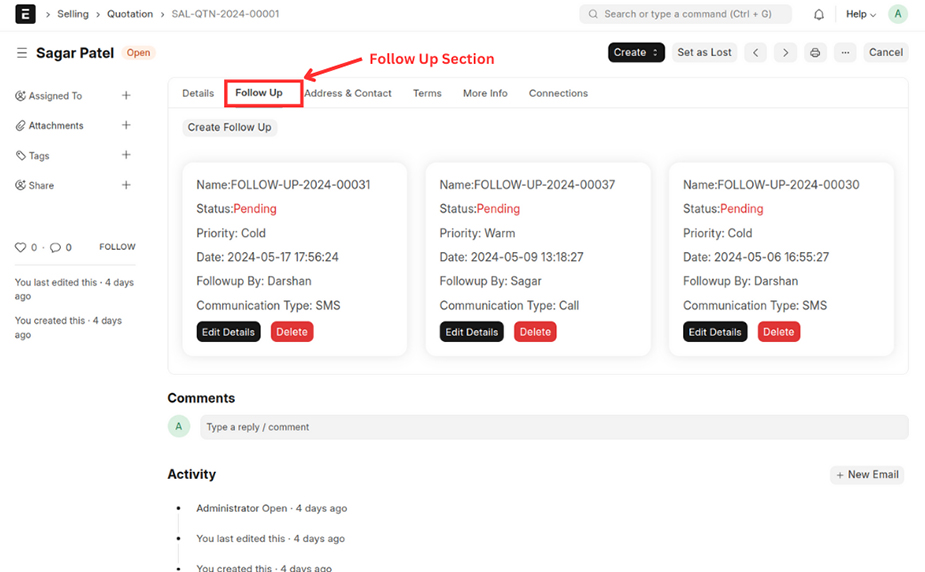 E
Selling
Quotation
SAL-QTN-2024-00001
Search or type a command (Ctrl + G)
Help
A
Sagar Patel
Open
Create
Set as Lost
Cancel
Follow Up Section
Assigned To
Attachments
Tags
Share
0 · 0 FOLLOW
You last edited this · 4 days
ago
You created this · 4 days
ago
Details
Follow Up
Address & Contact
Terms
More Info
Connections
Create Follow Up
Name:FOLLOW-UP-2024-00031
Status:Pending
Priority: Cold
Date: 2024-05-17 17:56:24
Followup By: Darshan
Communication Type: SMS
Edit Details
Delete
Name:FOLLOW-UP-2024-00037
Status:Pending
Priority: Warm
Date: 2024-05-09 13:18:27
Followup By: Sagar
Communication Type: Call
Edit Details
Delete
Name:FOLLOW-UP-2024-00030
Status:Pending
Priority: Cold
Date: 2024-05-06 16:55:27
Followup By: Darshan
Communication Type: SMS
Edit Details
Delete
Comments
A
Type a reply / comment
Activity
+ New Email
Administrator Open · 4 days ago
You last edited this · 4 days ago
You created this · 4 days ago